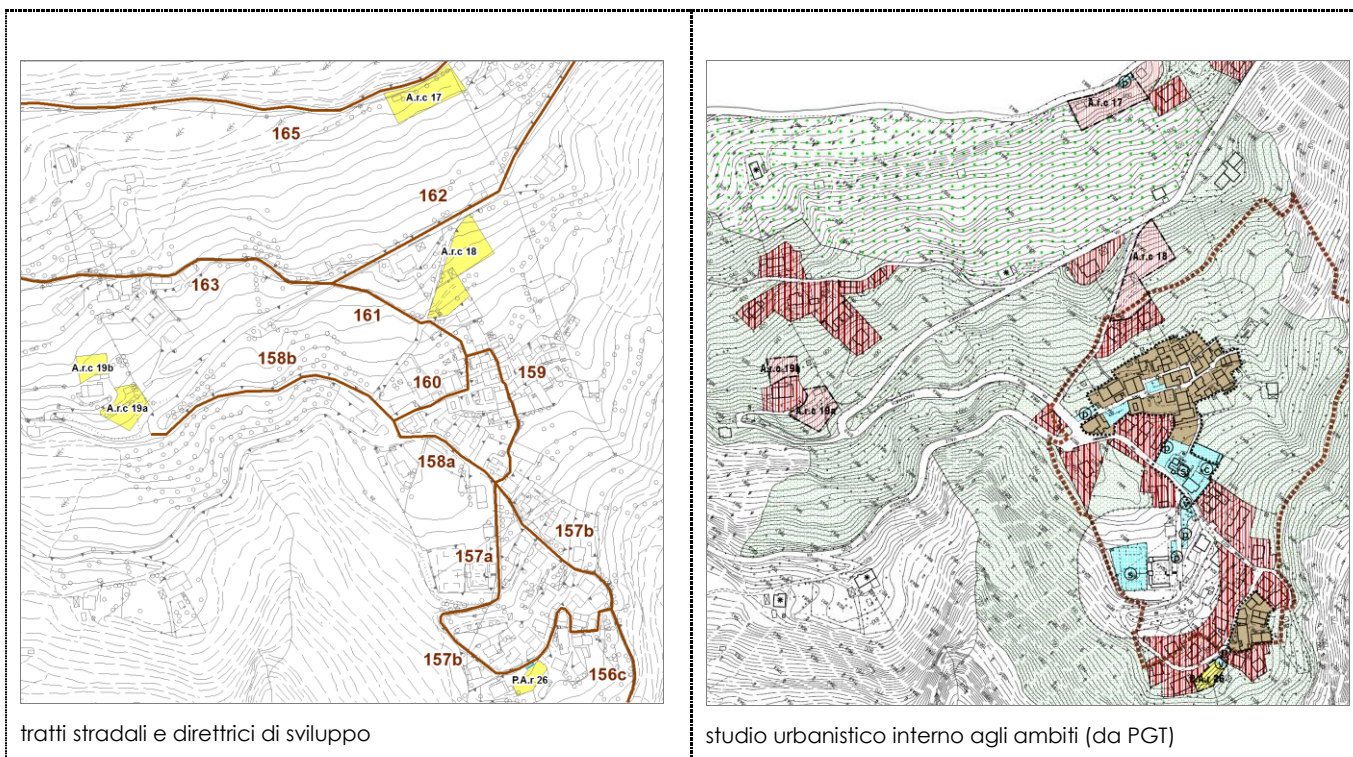 A.r.c 17
165
162
A.r.c 18
163
161
158b
A.r.c 19b
160
159
A.r.c 19a
158a
157b
157a
157b
P.A.r 26
156c
tratti stradali e direttrici di sviluppo
A.r.c 17
A.r.c 18
A.r.c 19b
A.r.c 19a
P.A.r 26
studio urbanistico interno agli ambiti (da PGT)